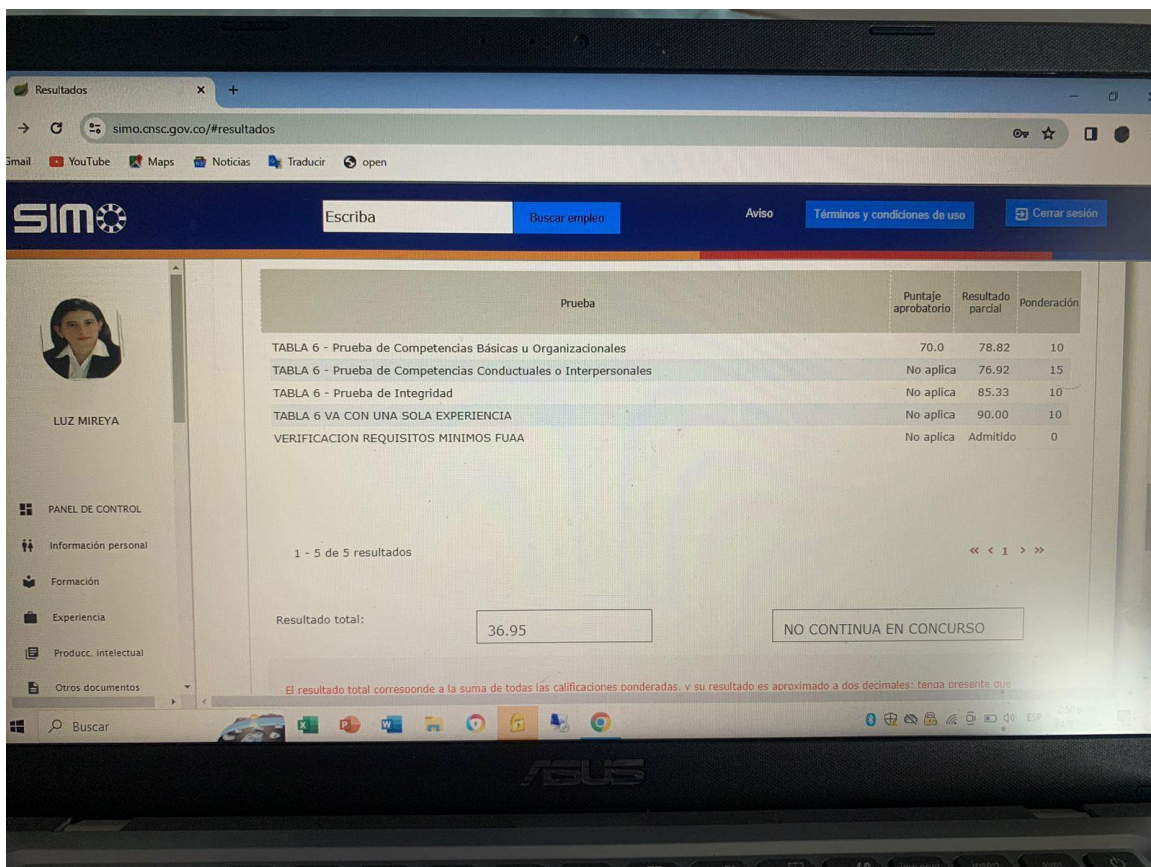 Resultados
simo.cnsc.gov.co/#resultados
Gmail YouTube Maps Noticias Traducir open
SIMO Escriba Buscar empleo Aviso Términos y condiciones de uso Cerrar sesión
Prueba Puntaje aprobatorio Resultado parcial Ponderación
TABLA 6 - Prueba de Competencias Básicas u Organizacionales 70.0 78.82 10
TABLA 6 - Prueba de Competencias Conductuales o Interpersonales No aplica 76.92 15
TABLA 6 - Prueba de Integridad No aplica 85.33 10
TABLA 6 VA CON UNA SOLA EXPERIENCIA No aplica 90.00 10
VERIFICACION REQUISITOS MINIMOS FUAA No aplica Admitido 0
LUZ MIREYA
PANEL DE CONTROL
Información personal
Formación
Experiencia
Producc. intelectual
Otros documentos
1 - 5 de 5 resultados « < 1 > »
Resultado total: 36.95 NO CONTINUA EN CONCURSO
El resultado total corresponde a la suma de todas las calificaciones ponderadas, y su resultado es aproximado a dos decimales; tenga presente que
Buscar
ESP
ASUS